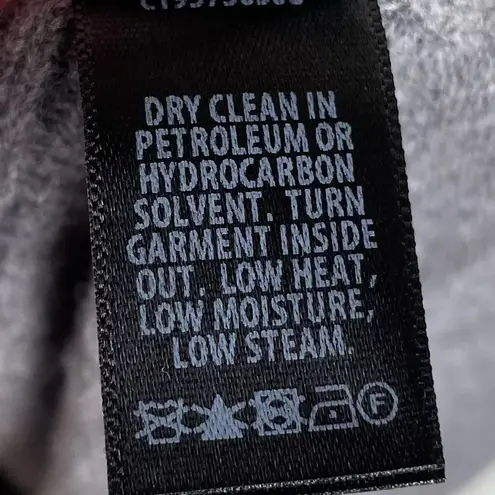 DRY CLEAN IN
PETROLEUM OR
HYDROCARBON
SOLVENT. TURN
GARMENT INSIDE
OUT. LOW HEAT,
LOW MOISTURE,
LOW STEAM.
F